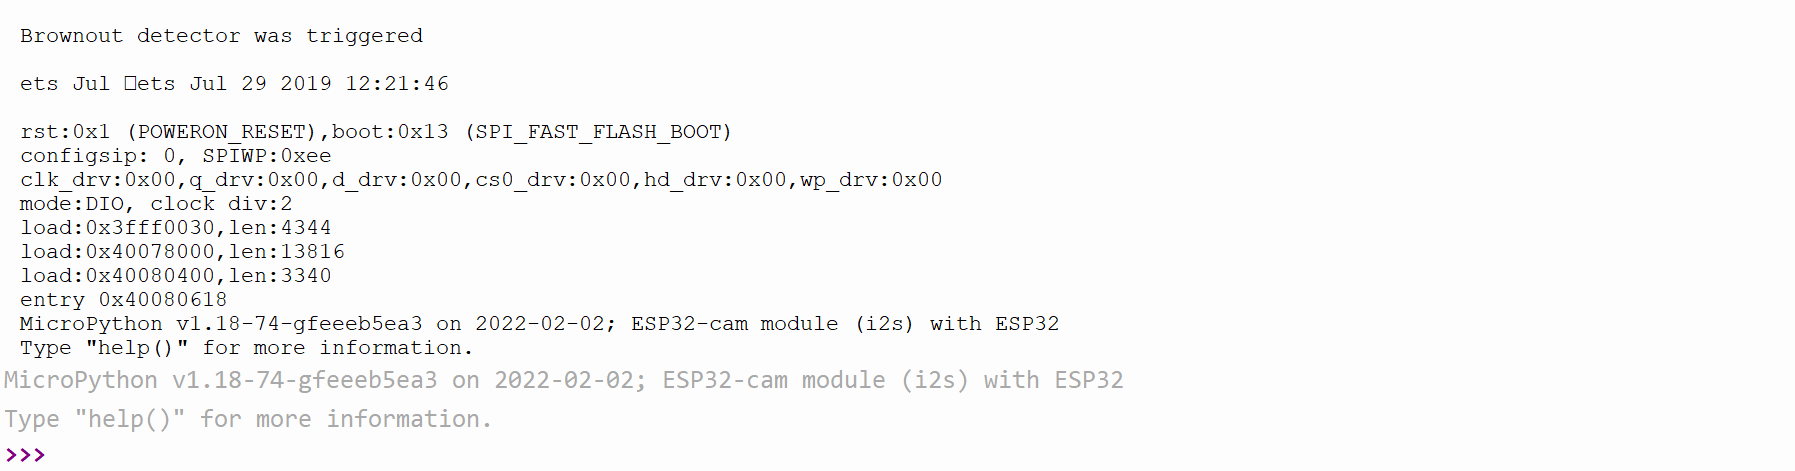 Brownout detector was triggered
ets Jul □ets Jul 29 2019 12:21:46
rst:0x1 (POWERON_RESET),boot:0x13 (SPI_FAST_FLASH_BOOT)
configsip: 0, SPIWP:0xee
clk_drv:0x00,q_drv:0x00,d_drv:0x00,cs0_drv:0x00,hd_drv:0x00,wp_drv:0x00
mode:DIO, clock div:2
load:0x3fff0030,len:4344
load:0x40078000,len:13816
load:0x40080400,len:3340
entry 0x40080618
MicroPython v1.18-74-gfeeeb5ea3 on 2022-02-02; ESP32-cam module (i2s) with ESP32
Type "help()" for more information.
MicroPython v1.18-74-gfeeeb5ea3 on 2022-02-02; ESP32-cam module (i2s) with ESP32
Type "help()" for more information.
>>>